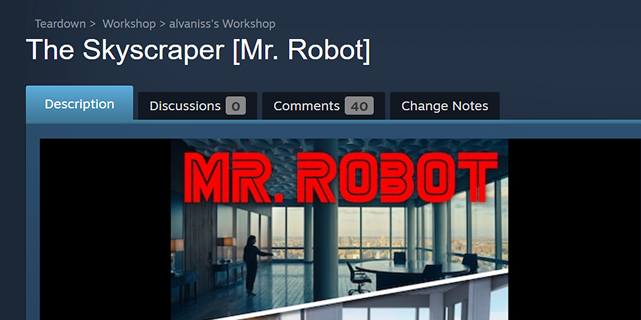 Teardown > Workshop > alvaniss's Workshop
The Skyscraper [Mr. Robot]
Description Discussions 0 Comments 40 Change Notes
MR. ROBOT